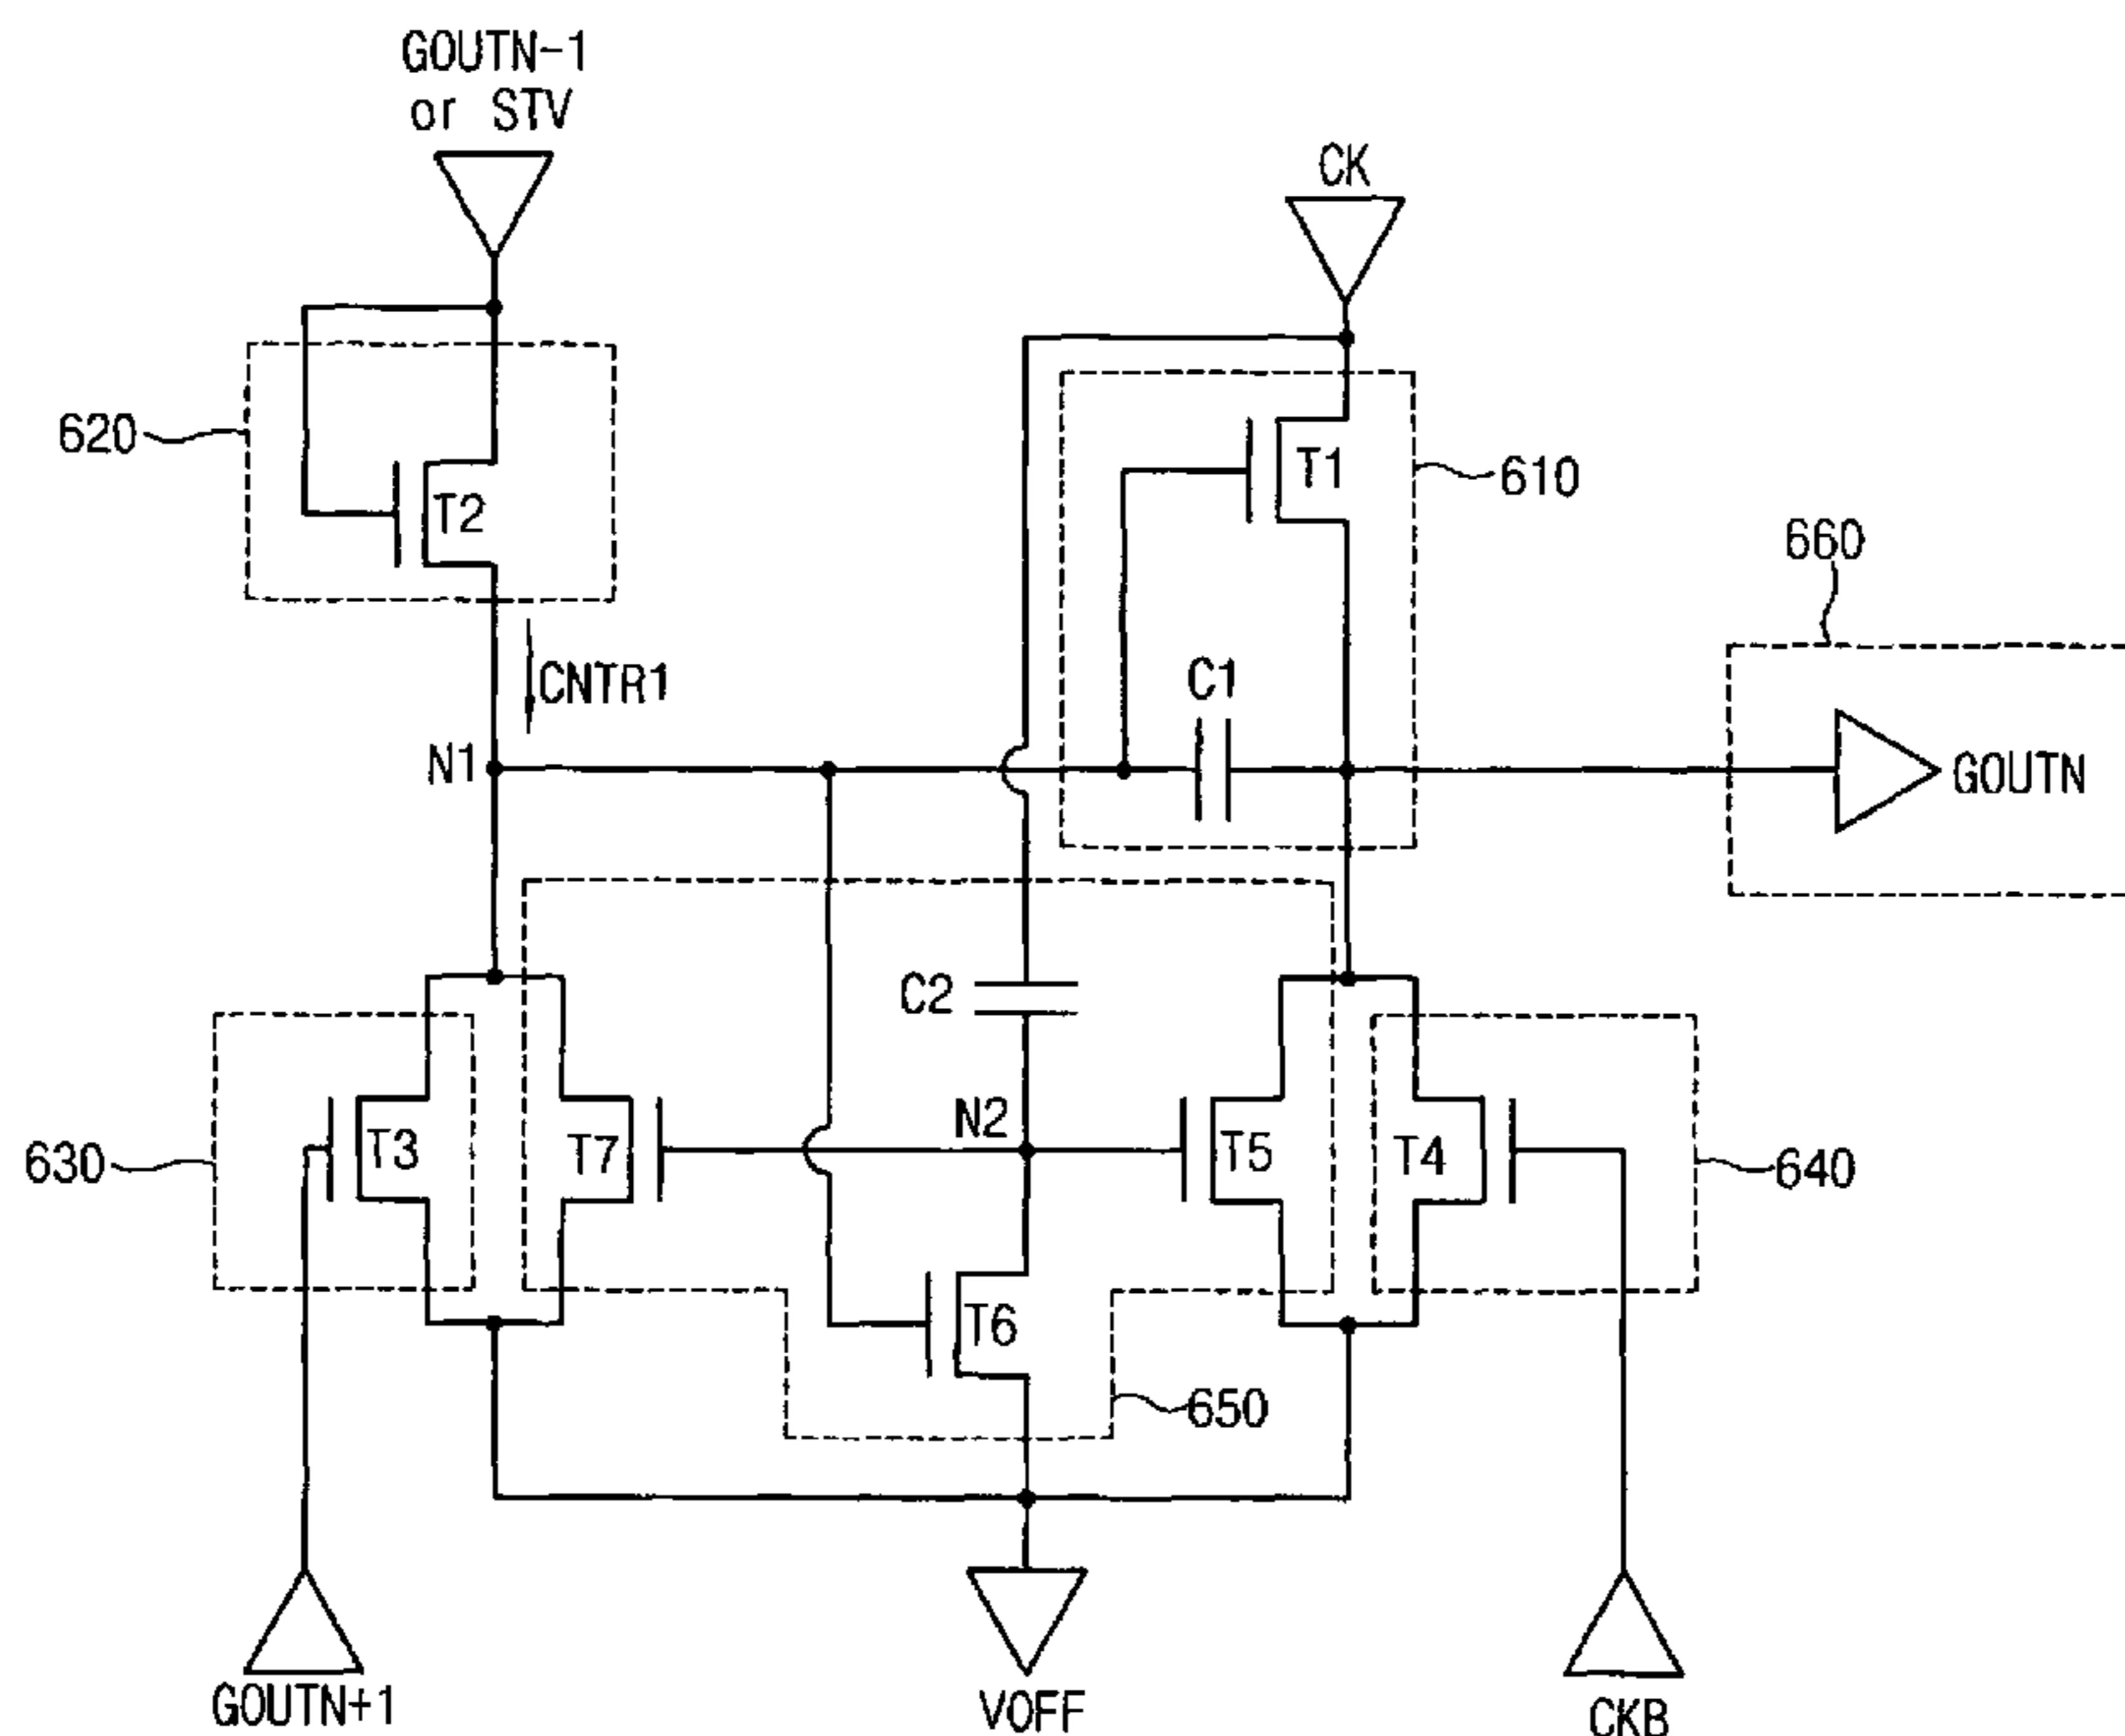 GOUTN-1
or STV
CK
620
T2
T1
610
660
CNTR1
C1
N1
GOUTN
C2
N2
630
T3
T7
T5
T4
640
T6
650
GOUTN+1
VOFF
CKB